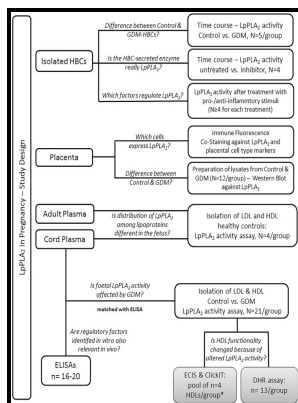 LpPLA₂ in Pregnancy – Study Design
Isolated HBCs
Difference between Control &
GDM-HBCs?
Time course – LpPLA₂ activity
Control vs. GDM, N=5/group
Is the HBC-secreted enzyme
really LpPLA₂?
Time course – LpPLA₂ activity
untreated vs. inhibitor, N=4
Which factors regulate LpPLA₂?
LpPLA₂ activity after treatment with
pro-/anti-inflammtory stimuli
(N≥4 for each treatment)
Placenta
Which cells
express LpPLA₂?
Immune Fluorescence
Co-Staining against LpPLA₂ and
placental cell type markers
Difference between
Control & GDM?
Preparation of lysates from Control &
GDM (N=12/group) – Western Blot
against LpPLA₂
Adult Plasma
Cord Plasma
Is distribution of LpPLA₂
among lipoproteins
different in the fetus?
Isolation of LDL and HDL
healthy controls:
LpPLA₂ activity assay, N=4/group
Is foetal LpPLA₂ activity
affected by GDM?
matched with ELISA
Isolation of LDL & HDL
Control vs. GDM
LpPLA₂ activity assay, N=21/group
Are regulatory factors
identifed in vitro also
relevant in vivo?
ELISAs
n= 16-20
Is HDL functionality
changed because of
altered LpPLA₂ activity?
ECIS & ClickIT:
pool of n=4
HDLs/group*
DHR assay:
n= 13/group